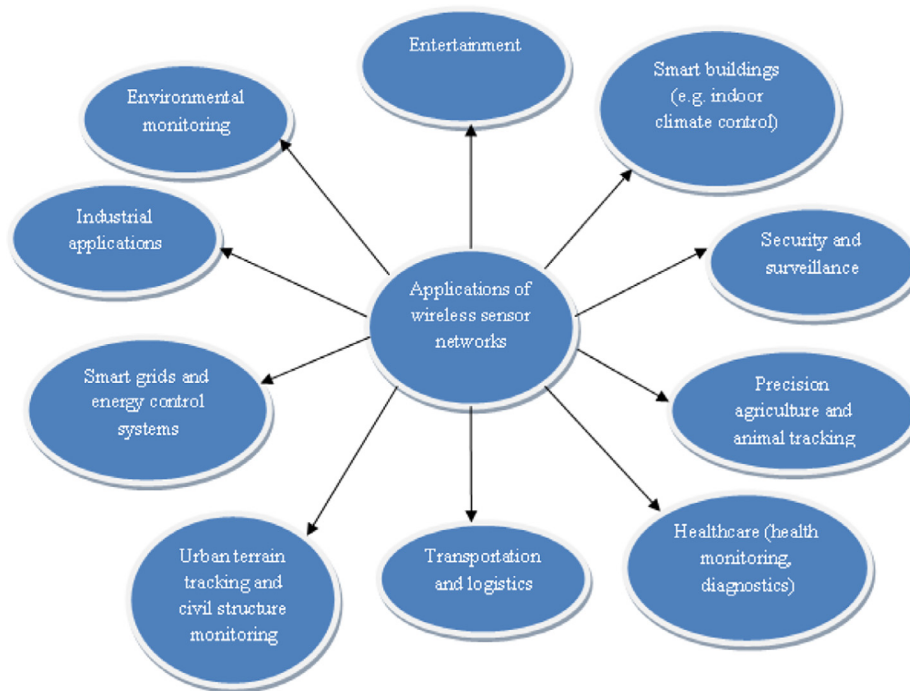 Entertainment
Smart buildings
(e.g. indoor
climate control)
Environmental
monitoring
Industrial
applications
Security and
surveillance
Applications of
wireless sensor
networks
Smart grids and
energy control
systems
Precision
agriculture and
animal tracking
Urban terrain
tracking and
civil structure
monitoring
Transportation
and logistics
Healthcare (health
monitoring,
diagnostics)